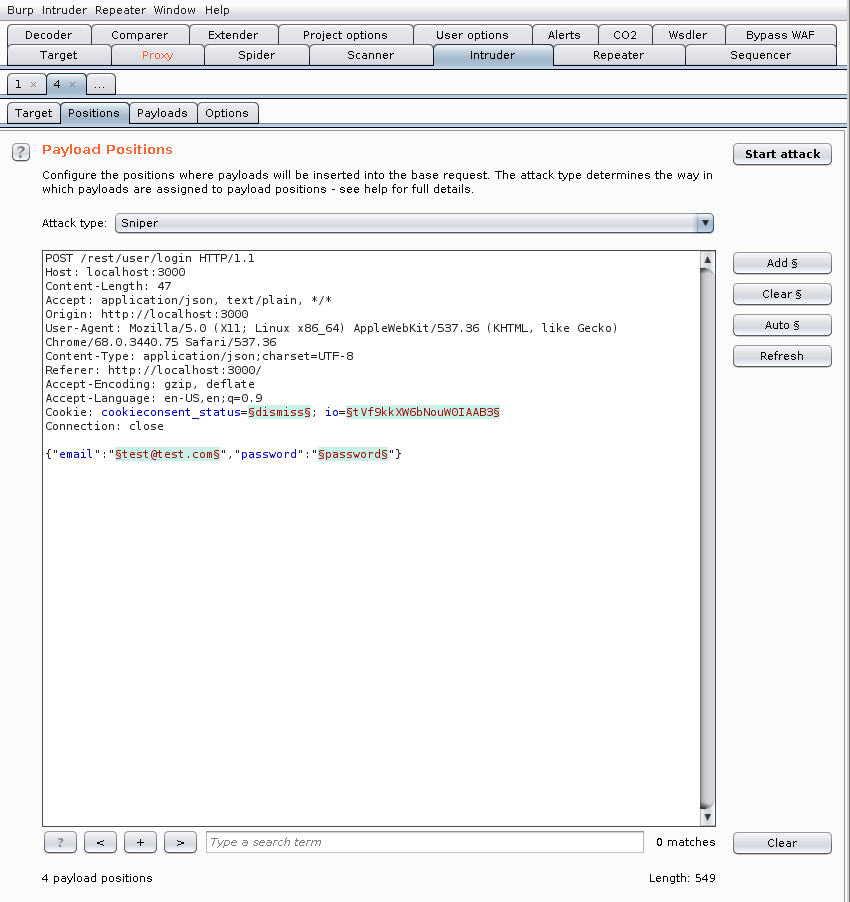 Burp Intruder Repeater Window Help
Decoder Comparer Extender Project options User options Alerts CO2 Wsdler Bypass WAF
Target Proxy Spider Scanner Intruder Repeater Sequencer
1 × 4 × ...
Target Positions Payloads Options
? Payload Positions Start attack
Configure the positions where payloads will be inserted into the base request. The attack type determines the way in
which payloads are assigned to payload positions - see help for full details.
Attack type: Sniper
POST /rest/user/login HTTP/1.1
Host: localhost:3000
Content-Length: 47
Accept: application/json, text/plain, */*
Origin: http://localhost:3000
User-Agent: Mozilla/5.0 (X11; Linux x86_64) AppleWebKit/537.36 (KHTML, like Gecko)
Chrome/68.0.3440.75 Safari/537.36
Content-Type: application/json;charset=UTF-8
Referer: http://localhost:3000/
Accept-Encoding: gzip, deflate
Accept-Language: en-US,en;q=0.9
Cookie: cookieconsent_status=§dismiss§; io=§tVf9kkXW6bNouW0IAAB3§
Connection: close
{"email":"§test@test.com§","password":"§password§"}
Add §
Clear §
Auto §
Refresh
? < + > Type a search term 0 matches Clear
4 payload positions Length: 549